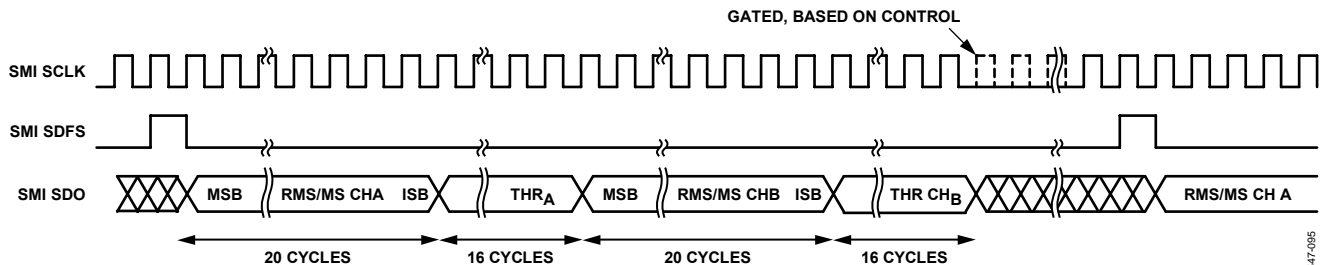 GATED, BASED ON CONTROL
SMI SCLK
SMI SDFS
SMI SDO
MSB RMS/MS CHA ISB THRA MSB RMS/MS CHB ISB THR CHB RMS/MS CH A
20 CYCLES 16 CYCLES 20 CYCLES 16 CYCLES
47-095